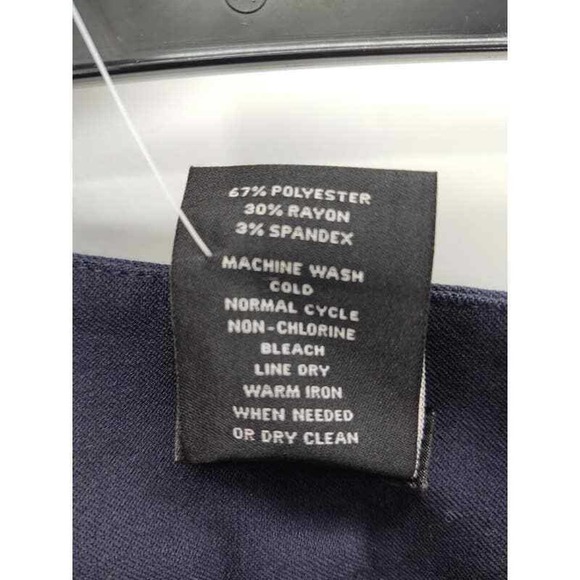 67% POLYESTER
30% RAYON
3% SPANDEX
MACHINE WASH
COLD
NORMAL CYCLE
NON-CHLORINE
BLEACH
LINE DRY
WARM IRON
WHEN NEEDED
OR DRY CLEAN